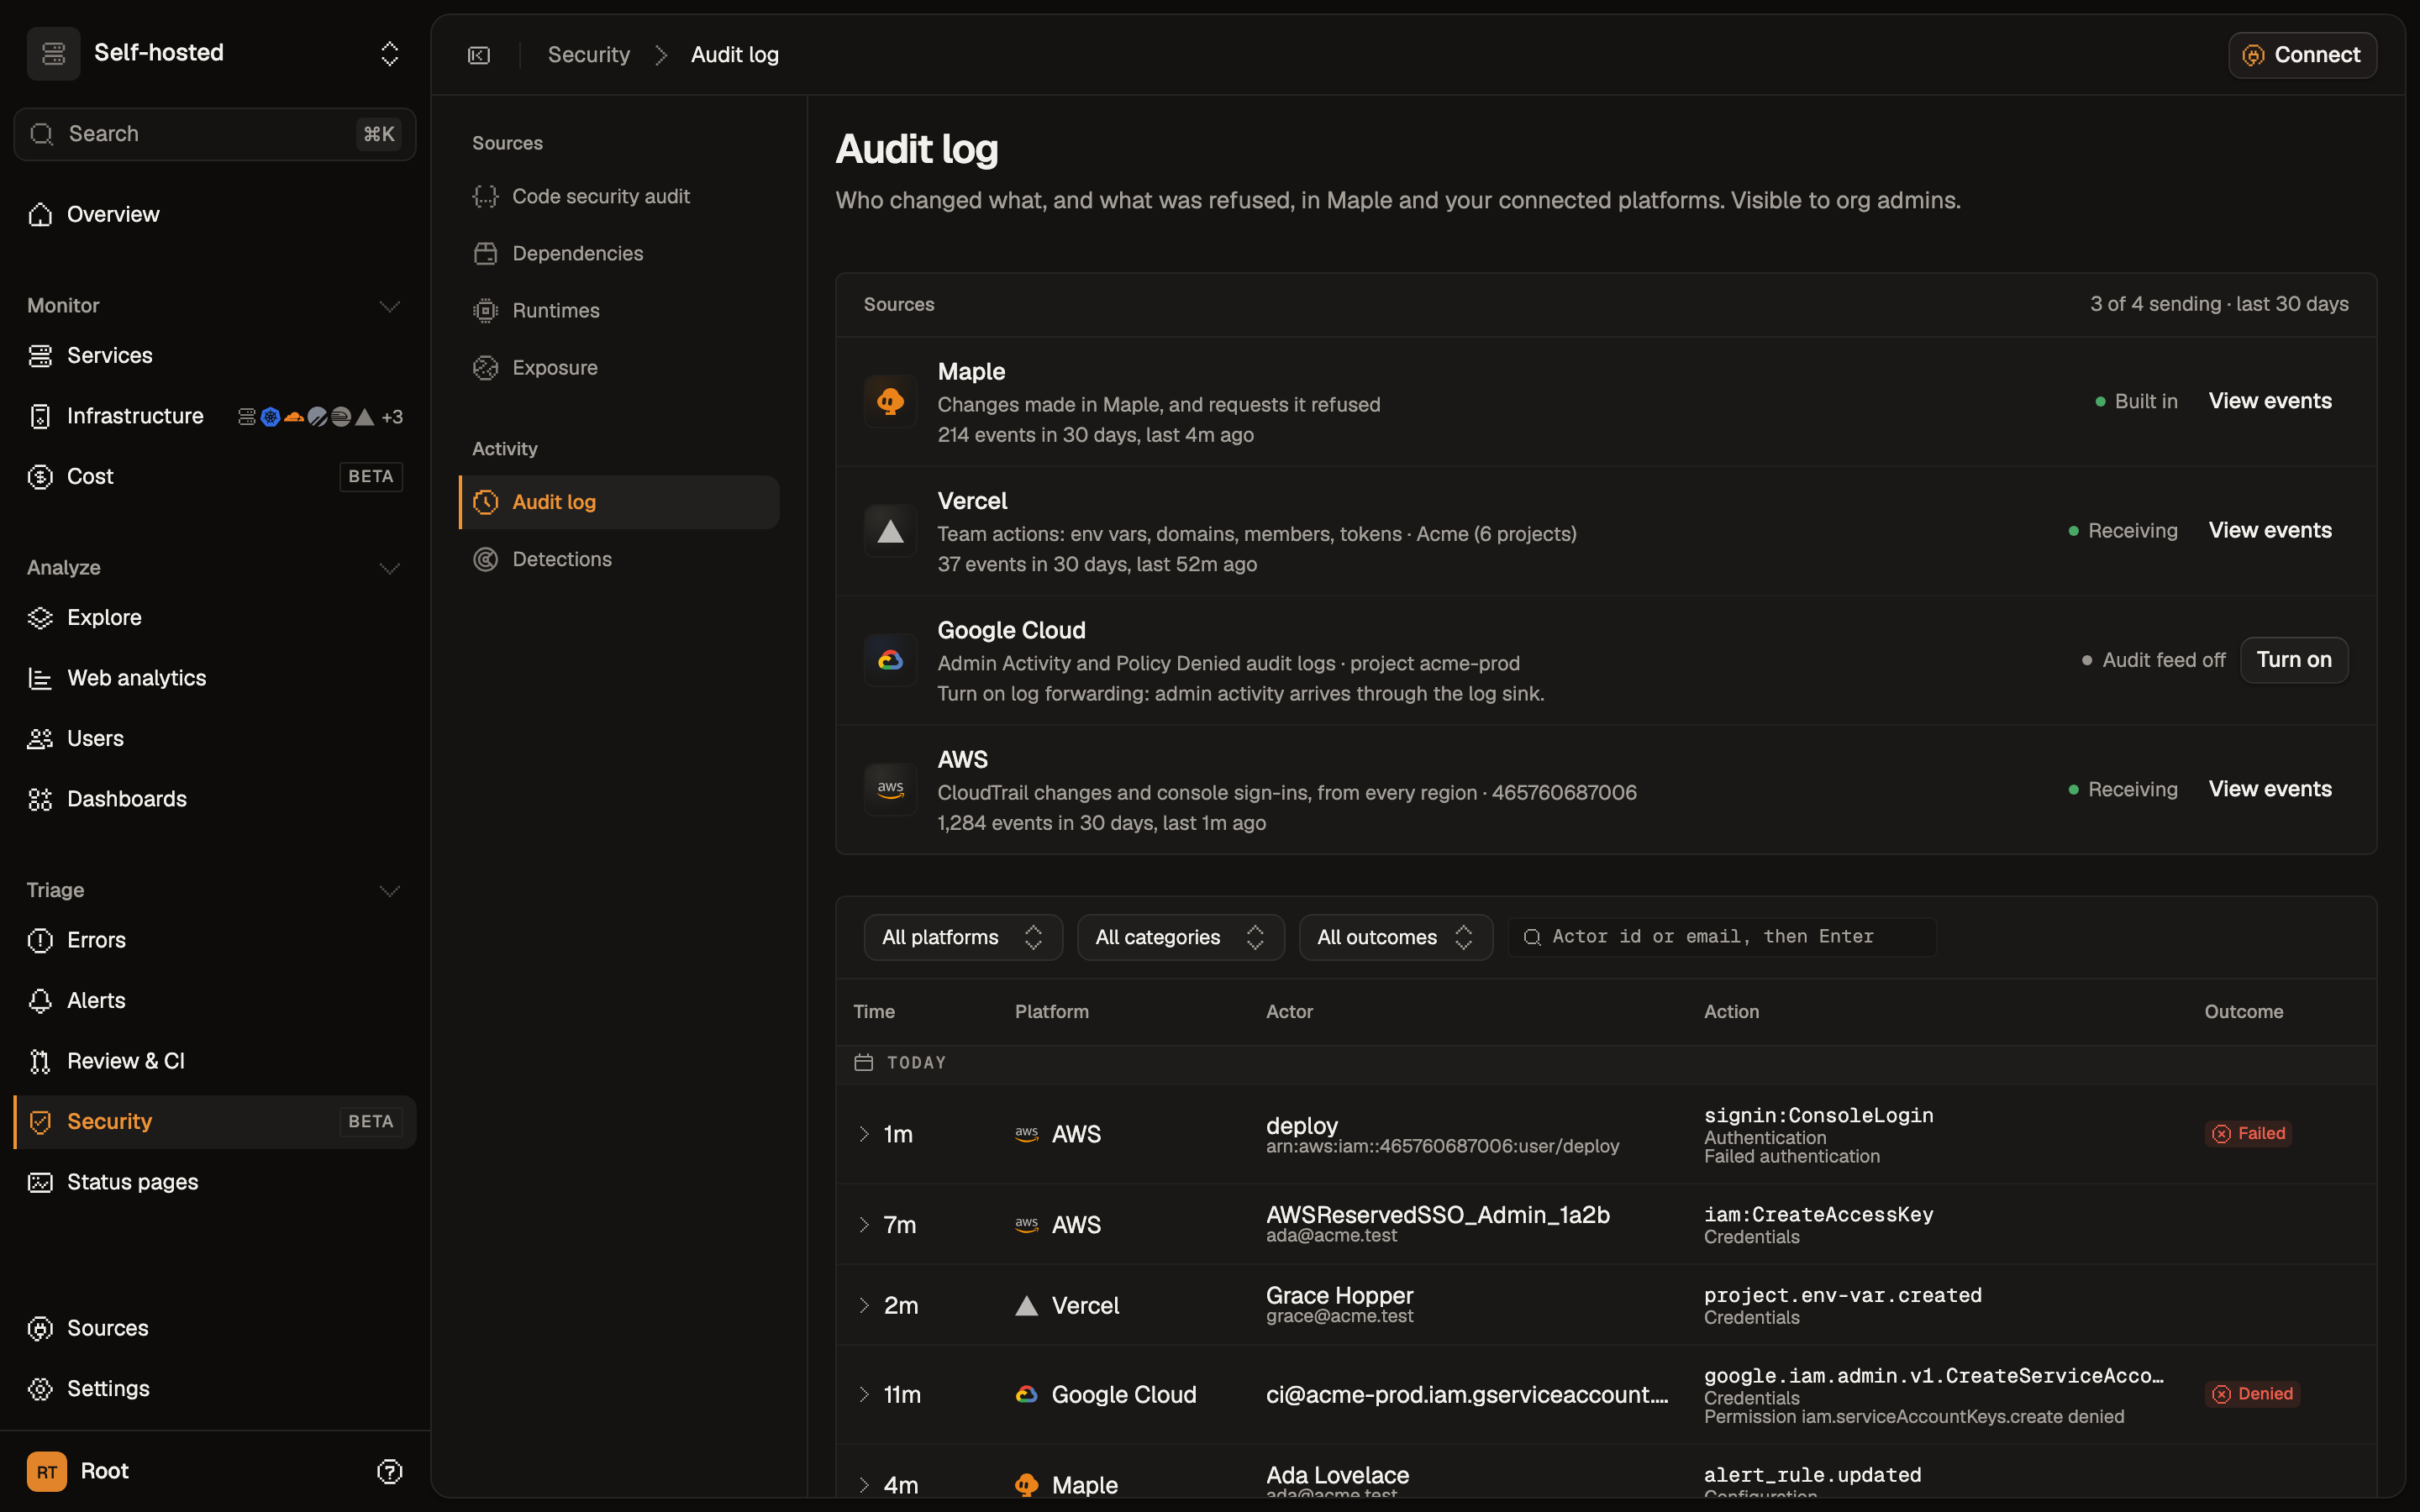 Self-hosted
Search ⌘K
Overview
Monitor
Services
Infrastructure +3
Cost BETA
Analyze
Explore
Web analytics
Users
Dashboards
Triage
Errors
Alerts
Review & CI
Security BETA
Status pages
Sources
Settings
RT Root
Security Audit log
Connect
Sources
Code security audit
Dependencies
Runtimes
Exposure
Activity
Audit log
Detections
Audit log
Who changed what, and what was refused, in Maple and your connected platforms. Visible to org admins.
Sources 3 of 4 sending · last 30 days
Maple
Changes made in Maple, and requests it refused
214 events in 30 days, last 4m ago
Built in View events
Vercel
Team actions: env vars, domains, members, tokens · Acme (6 projects)
37 events in 30 days, last 52m ago
Receiving View events
Google Cloud
Admin Activity and Policy Denied audit logs · project acme-prod
Turn on log forwarding: admin activity arrives through the log sink.
Audit feed off Turn on
aws
AWS
CloudTrail changes and console sign-ins, from every region · 465760687006
1,284 events in 30 days, last 1m ago
Receiving View events
All platforms All categories All outcomes Actor id or email, then Enter
Time Platform Actor Action Outcome
TODAY
1m aws AWS
deploy
arn:aws:iam::465760687006:user/deploy
signin:ConsoleLogin
Authentication
Failed authentication
Failed
7m aws AWS
AWSReservedSSO_Admin_1a2b
ada@acme.test
iam:CreateAccessKey
Credentials
2m Vercel
Grace Hopper
grace@acme.test
project.env-var.created
Credentials
11m Google Cloud
ci@acme-prod.iam.gserviceaccount....
google.iam.admin.v1.CreateServiceAcco…
Credentials
Permission iam.serviceAccountKeys.create denied
Denied
4m Maple
Ada Lovelace
ada@acme.test
alert_rule.updated
Configuration